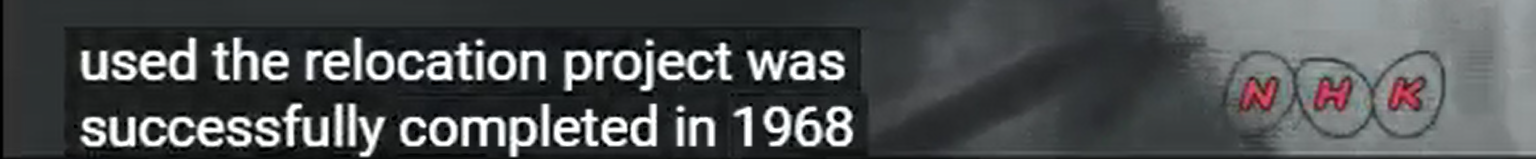 used the relocation project was
successfully completed in 1968
NHK